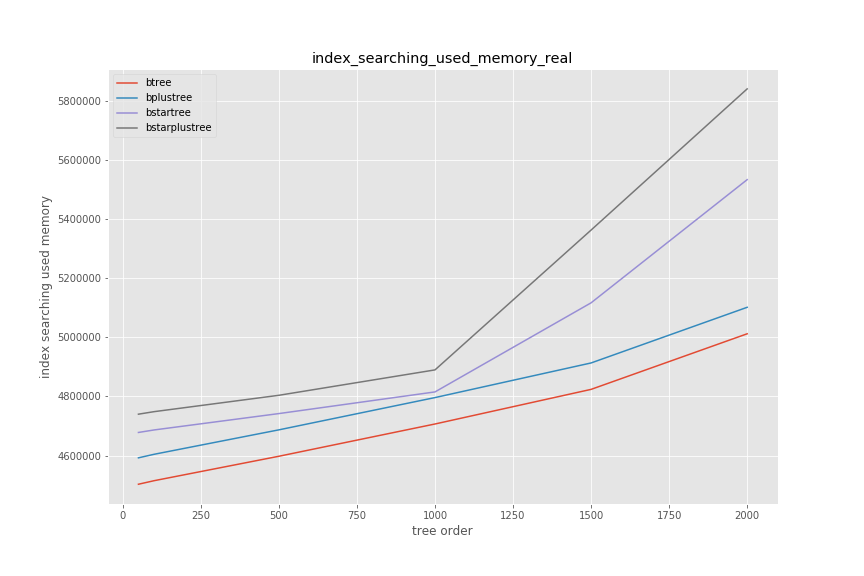 index_searching_used_memory_real
btree
bplustree
bstartree
bstarplustree
5800000
5600000
5400000
5200000
5000000
4800000
4600000
index searching used memory
0 250 500 750 1000 1250 1500 1750 2000
tree order